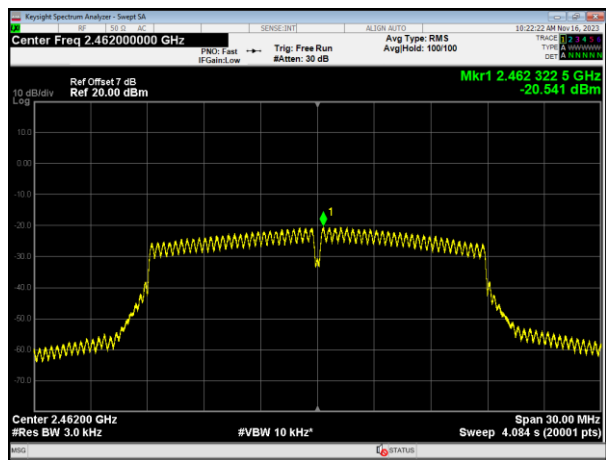 Keysight Spectrum Analyzer - Swept SA
RF 50 Ω AC SENSE:INT ALIGN AUTO 10:22:22 AM Nov 16, 2023
Center Freq 2.462000000 GHz
PNO: Fast
IFGain:Low
Trig: Free Run
#Atten: 30 dB
Avg Type: RMS
Avg|Hold: 100/100
TRACE 1 2 3 4 5 6
TYPE A WWWWW
DET A N N N N N
Ref Offset 7 dB
10 dB/div Ref 20.00 dBm
Log
Mkr1 2.462 322 5 GHz
-20.541 dBm
10.0
0.00
-10.0
1
-20.0
-30.0
-40.0
-50.0
-60.0
-70.0
Center 2.46200 GHz Span 30.00 MHz
#Res BW 3.0 kHz #VBW 10 kHz* Sweep 4.084 s (20001 pts)
MSG STATUS